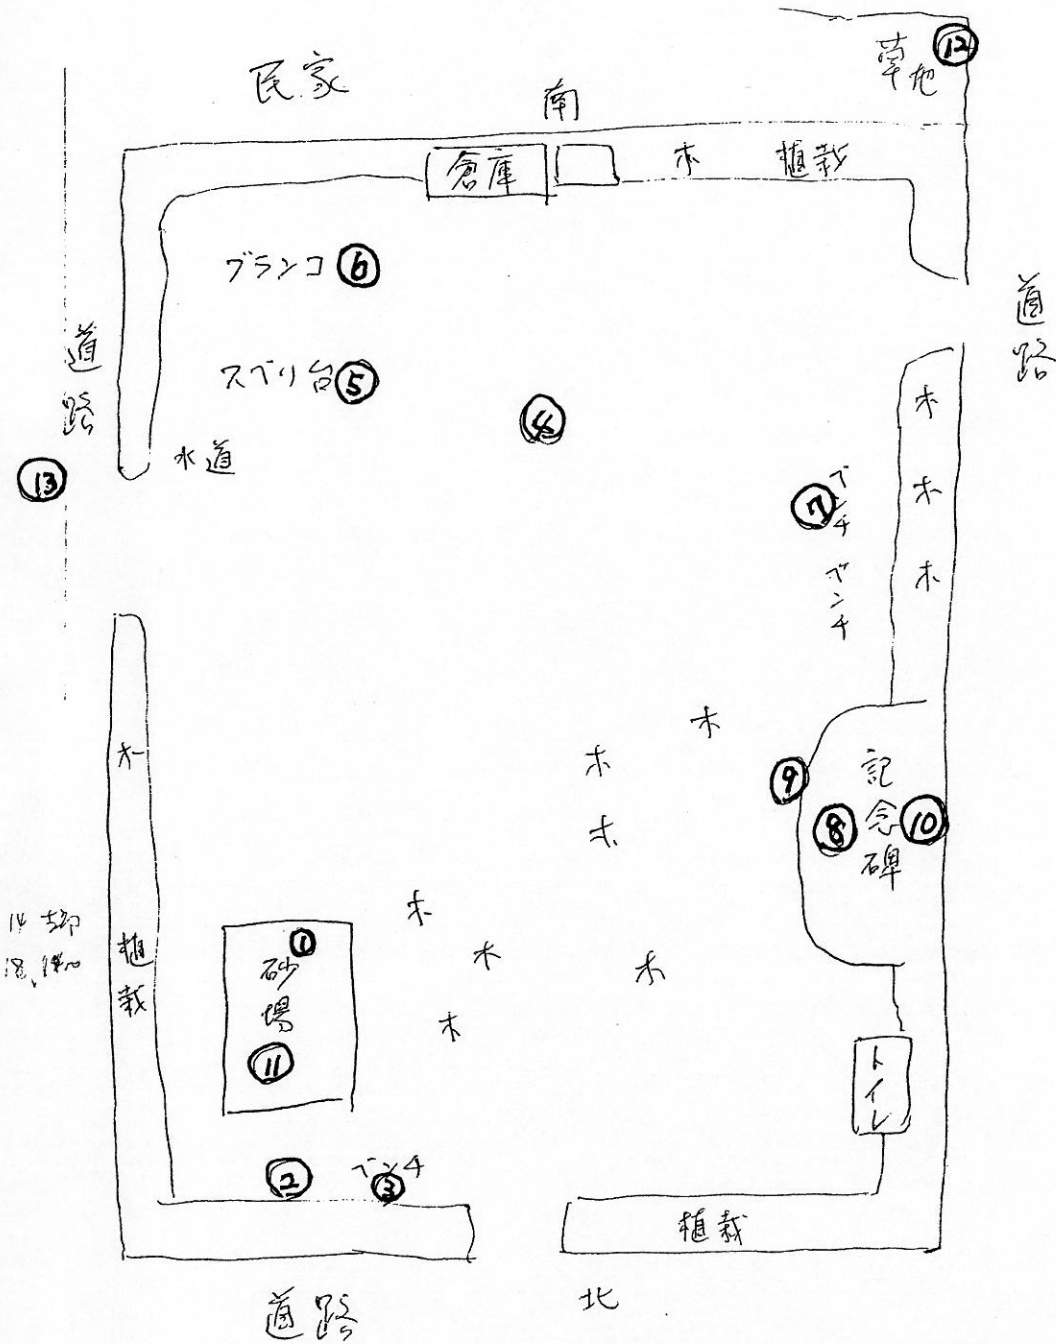 草地 ⑫
民家
南
倉庫
木 植栽
ブランコ ⑥
道路
道路
スベリ台 ⑤
④
木
水道
⑬
ベンチ
⑦
木
ベンチ
木
木
木
木
木
⑨
記念碑
⑧
⑩
木
植栽
①
砂場
⑪
木
木
木
木
トイレ
②
ベンチ
③
植栽
道路
北